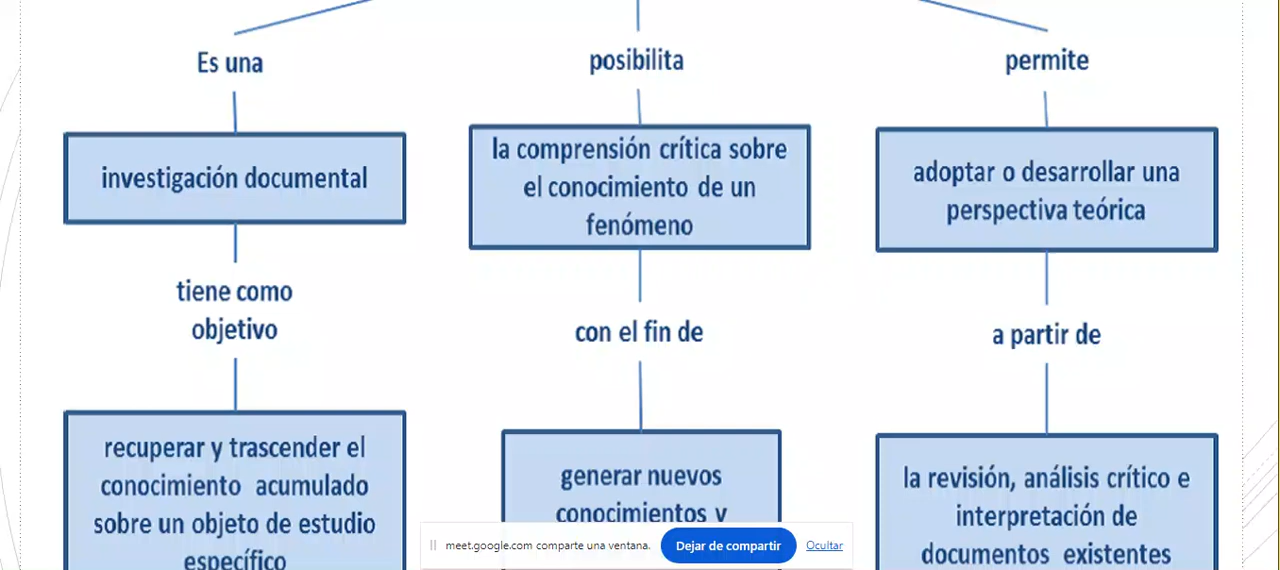 Es una
investigación documental
tiene como
objetivo
recuperar y trascender el
conocimiento acumulado
sobre un objeto de estudio
específico
posibilita
la comprensión crítica sobre
el conocimiento de un
fenómeno
con el fin de
generar nuevos
conocimientos y
permite
adoptar o desarrollar una
perspectiva teórica
a partir de
la revisión, análisis crítico e
interpretación de
documentos existentes
meet.google.com comparte una ventana.
Dejar de compartir
Ocultar